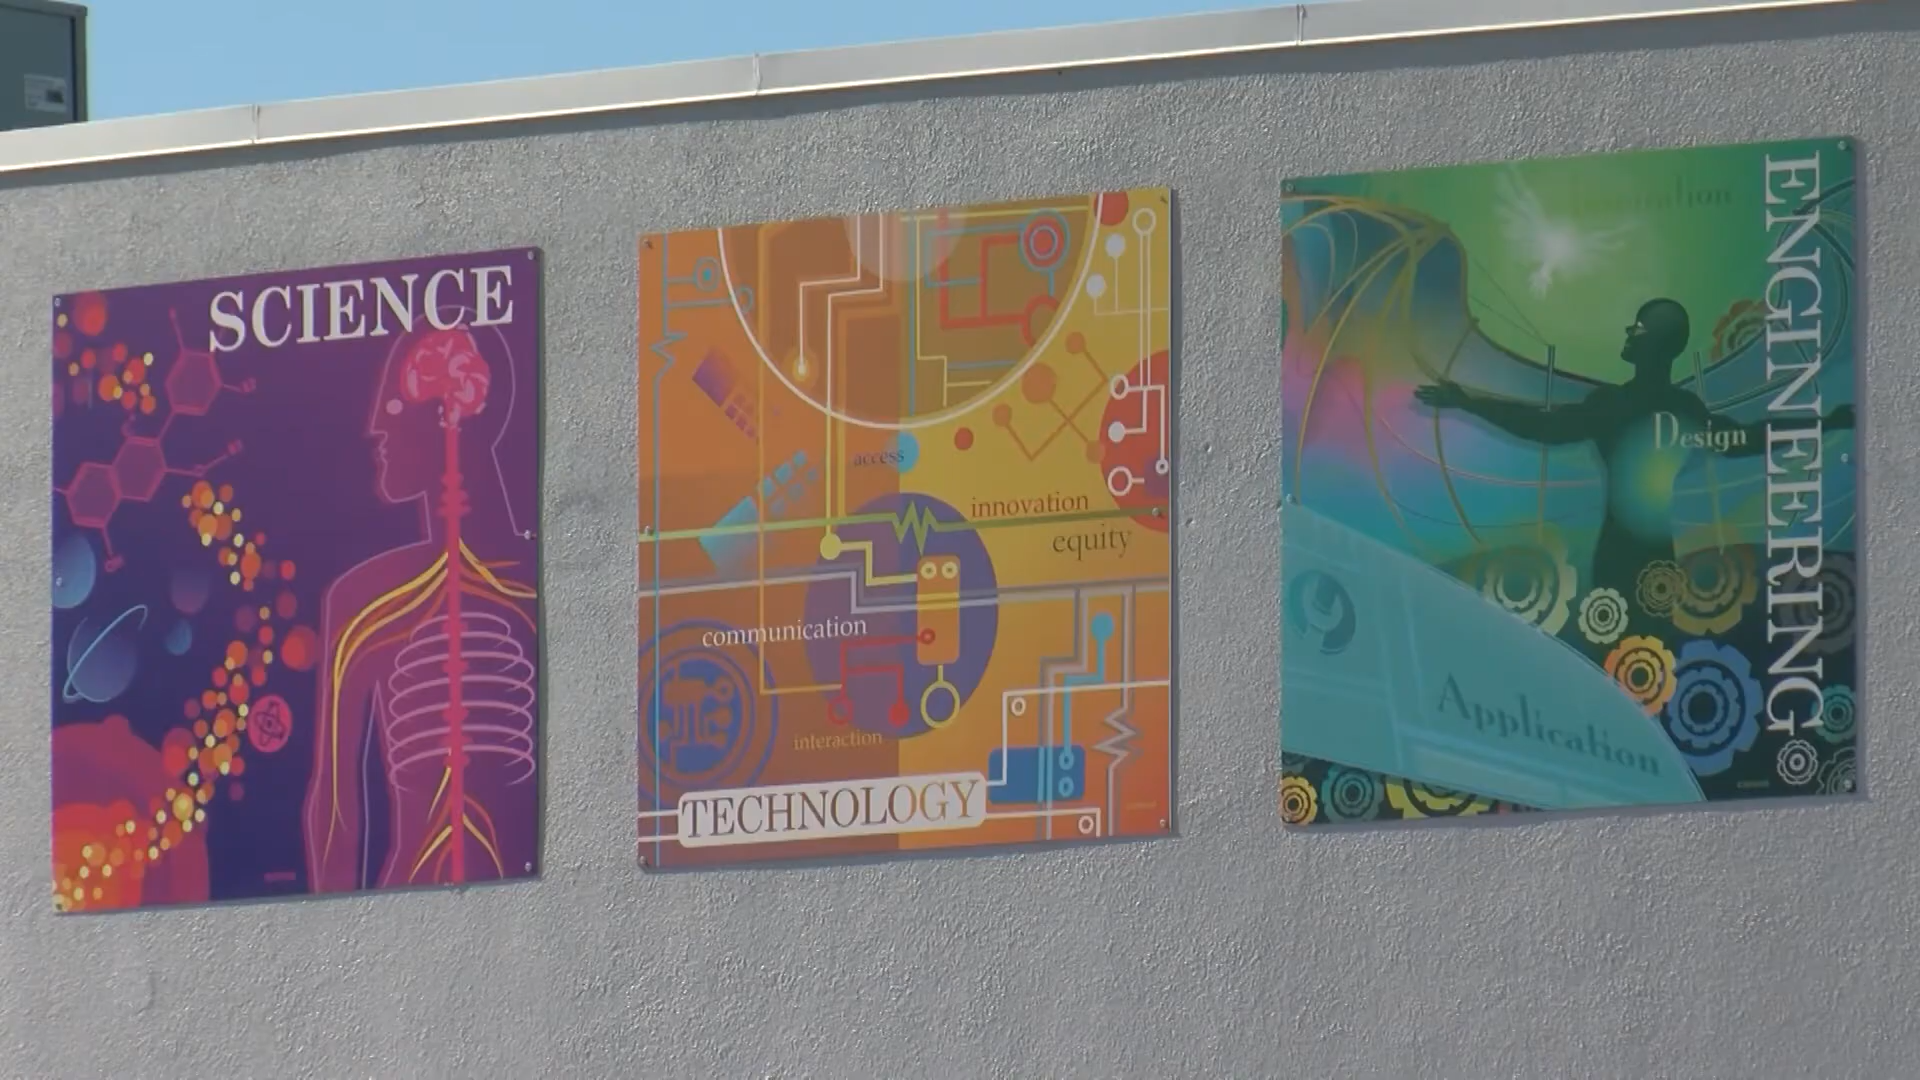 SCIENCE
access
innovation
equity
communication
interaction
TECHNOLOGY
Design
ENGINEERING
Application